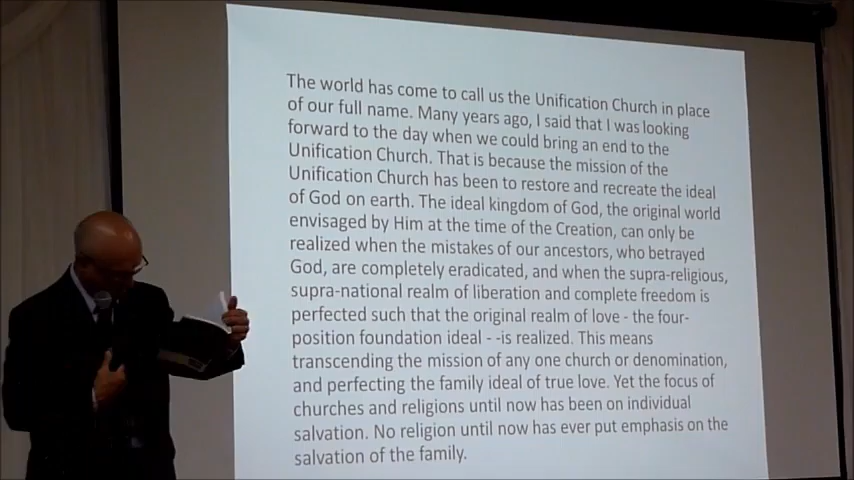 The world has come to call us the Unification Church in place
of our full name. Many years ago, I said that I was looking
forward to the day when we could bring an end to the
Unification Church. That is because the mission of the
Unification Church has been to restore and recreate the ideal
of God on earth. The ideal kingdom of God, the original world
envisaged by Him at the time of the Creation, can only be
realized when the mistakes of our ancestors, who betrayed
God, are completely eradicated, and when the supra-religious,
supra-national realm of liberation and complete freedom is
perfected such that the original realm of love - the four-
position foundation ideal - -is realized. This means
transcending the mission of any one church or denomination,
and perfecting the family ideal of true love. Yet the focus of
churches and religions until now has been on individual
salvation. No religion until now has ever put emphasis on the
salvation of the family.